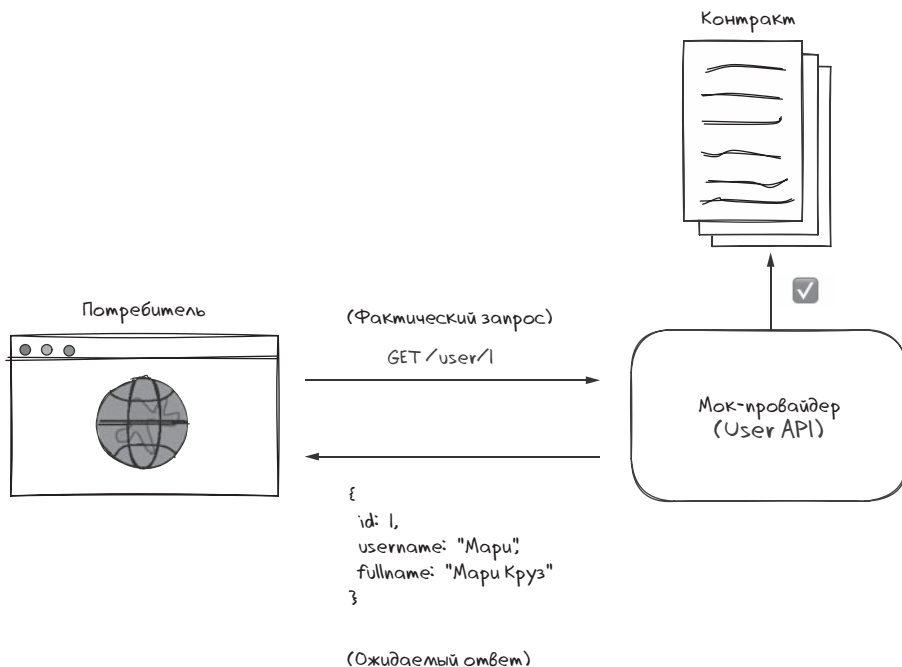 Контракт
Потребитель
(Фактический запрос)
GET /user/1
Мок-провайдер
(User API)
{
id: 1,
username: "Мари",
fullname: "Мари Круз"
}
(Ожидаемый ответ)